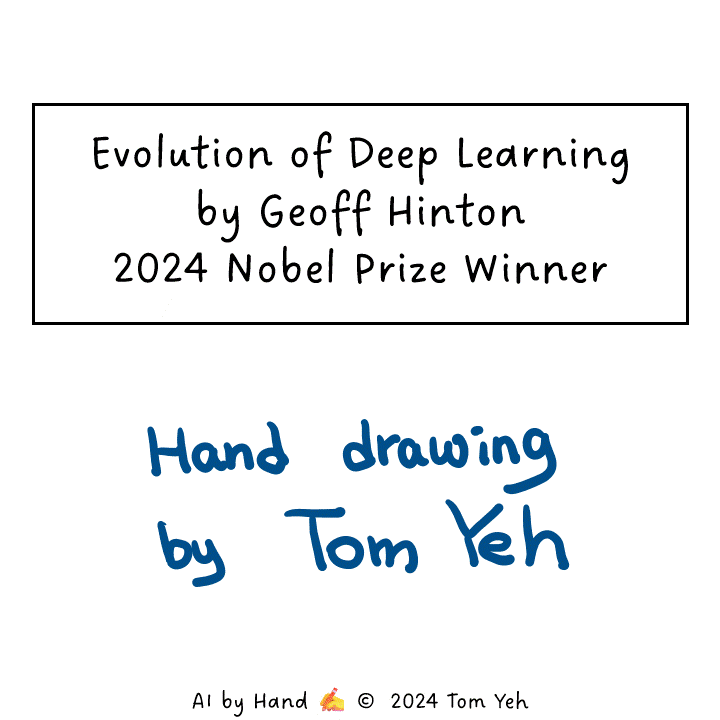 Evolution of Deep Learning
by Geoff Hinton
2024 Nobel Prize Winner
Hand drawing
by Tom Yeh
AI by Hand ✍️ © 2024 Tom Yeh